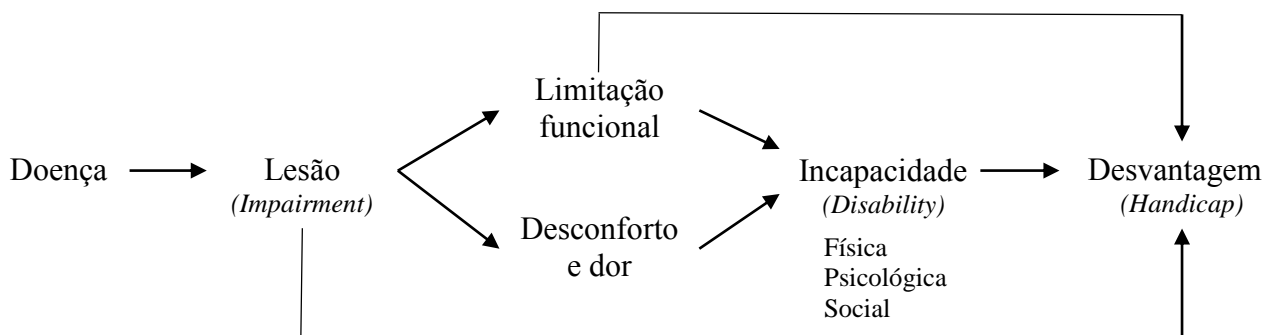 Limitação
funcional
Doença
Lesão
(Impairment)
Incapacidade
(Disability)
Desvantagem
(Handicap)
Desconforto
e dor
Física
Psicológica
Social